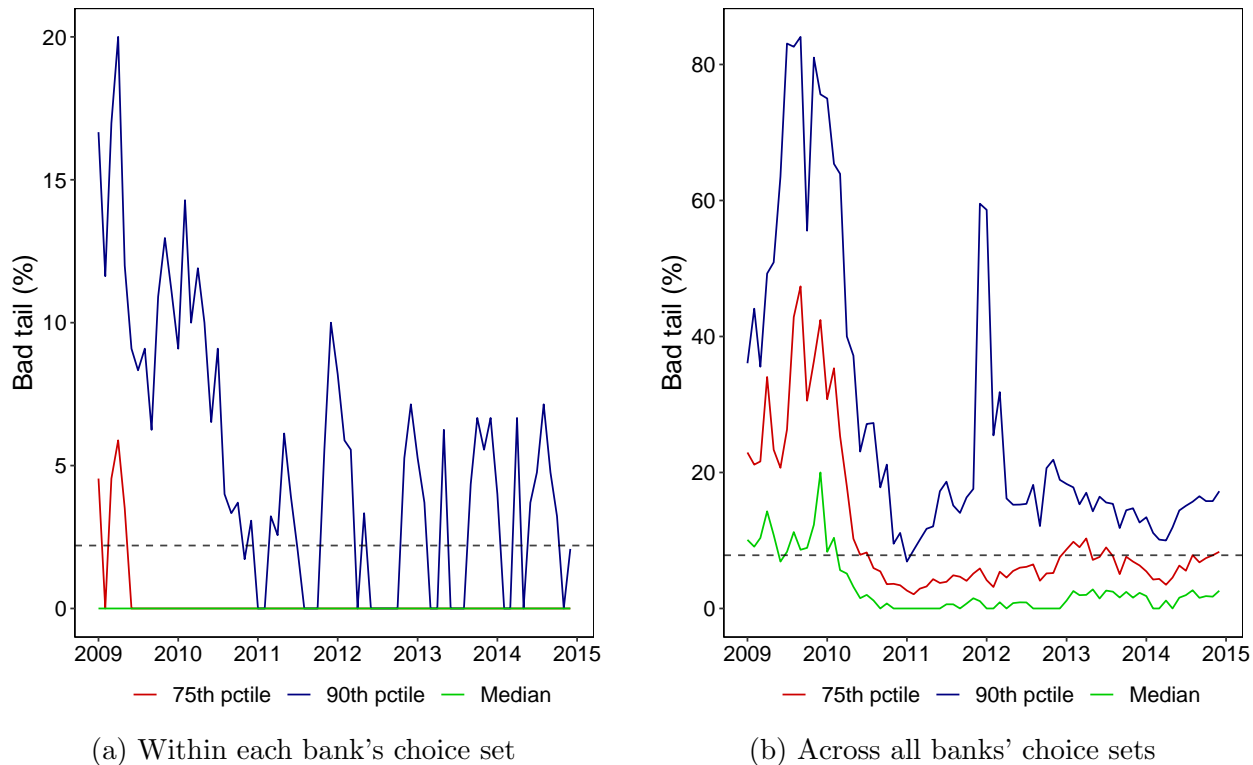 Bad tail (%)
20
15
10
5
0
2009 2010 2011 2012 2013 2014 2015
75th pctile 90th pctile Median
(a) Within each bank's choice set
Bad tail (%)
80
60
40
20
0
2009 2010 2011 2012 2013 2014 2015
75th pctile 90th pctile Median
(b) Across all banks' choice sets